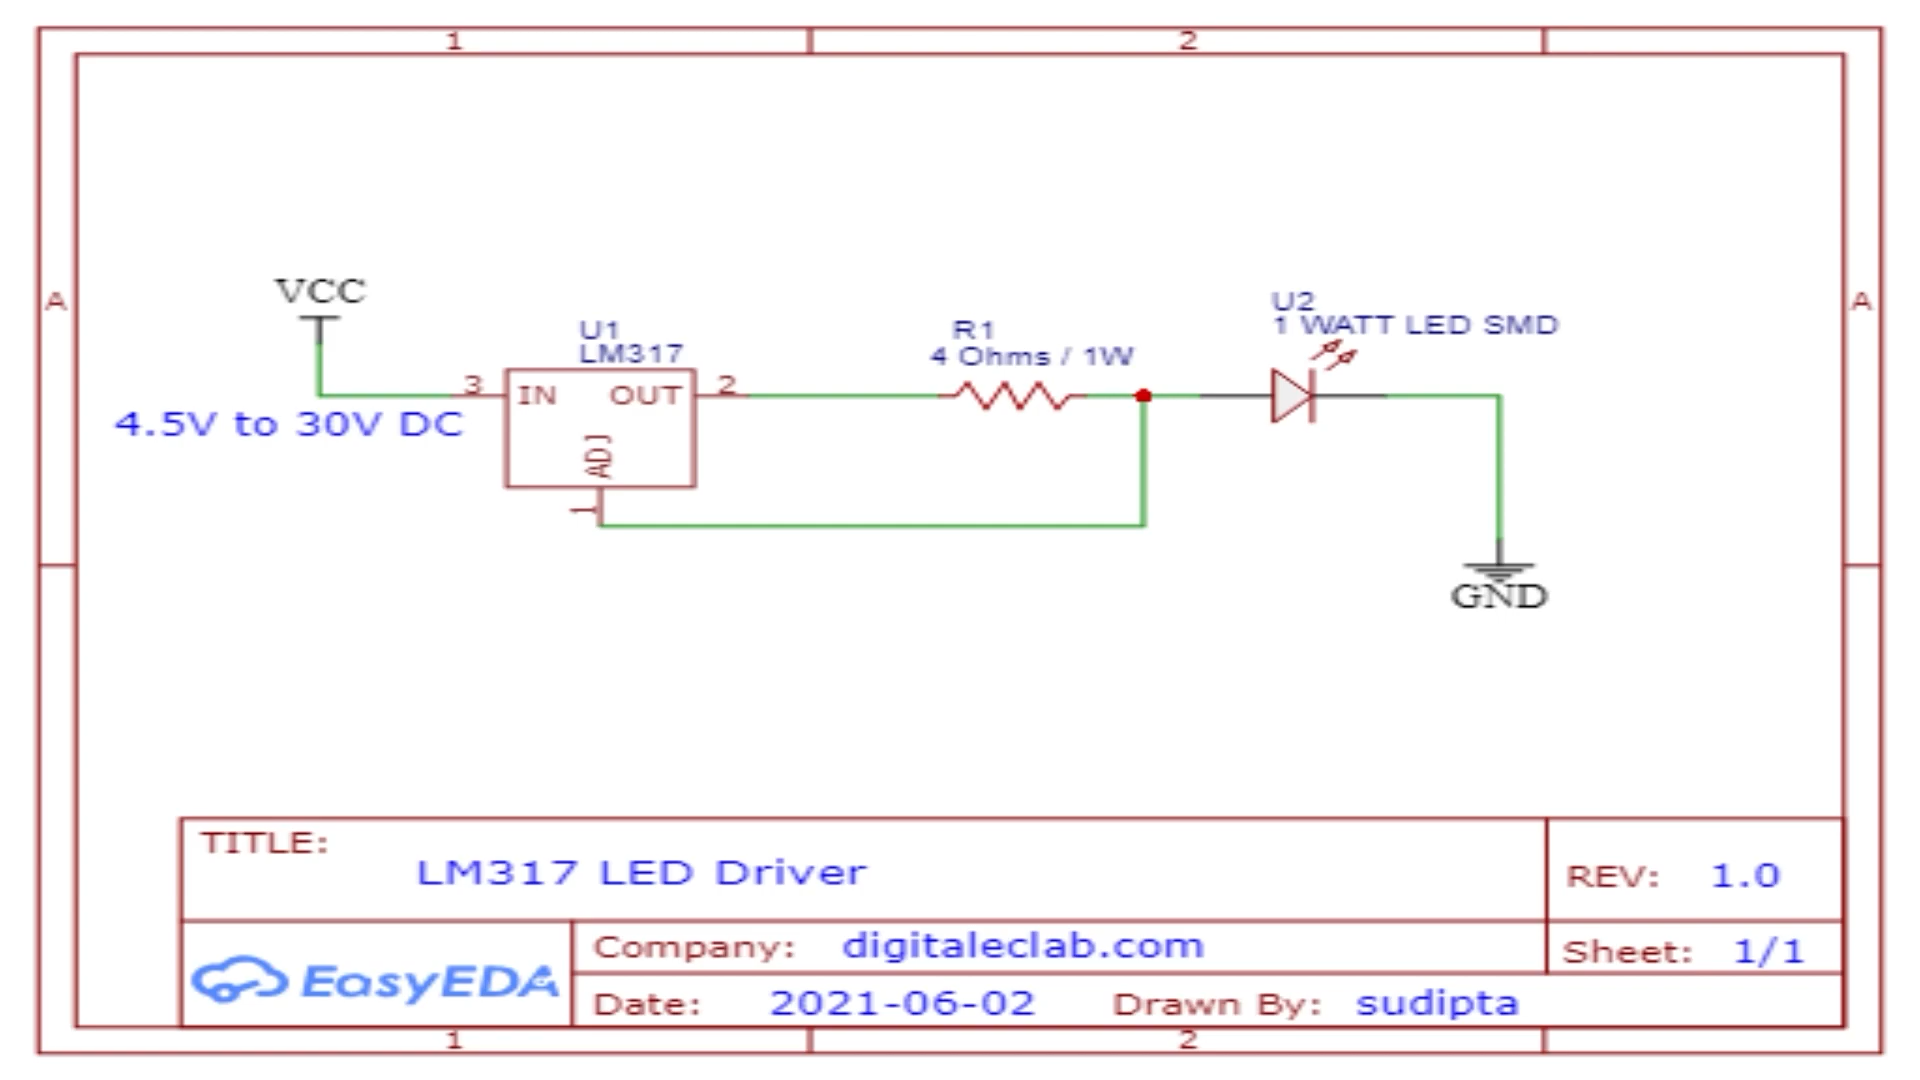 1 2
A A
VCC
4.5V to 30V DC
U1
LM317
3 IN OUT 2
ADJ
1
R1
4 Ohms / 1W
U2
1 WATT LED SMD
GND
TITLE:
LM317 LED Driver
REV: 1.0
EasyEDA
Company: digitaleclab.com
Sheet: 1/1
Date: 2021-06-02 Drawn By: sudipta
1 2